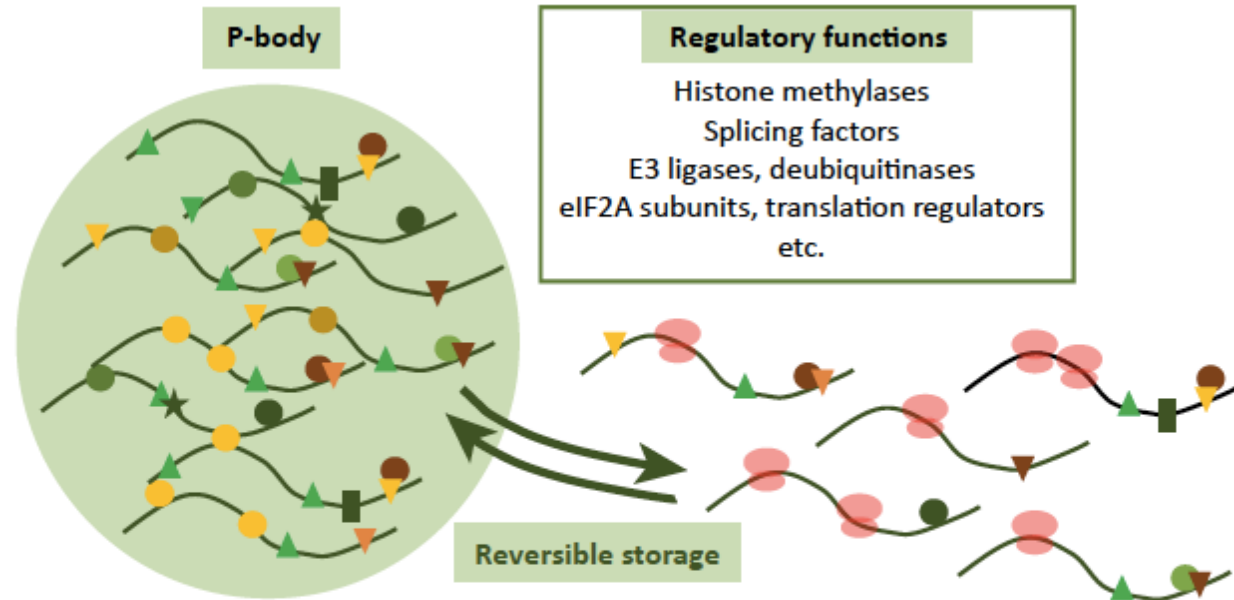 P-body
Regulatory functions
Histone methylases
Splicing factors
E3 ligases, deubiquitinases
eIF2A subunits, translation regulators
etc.
Reversible storage